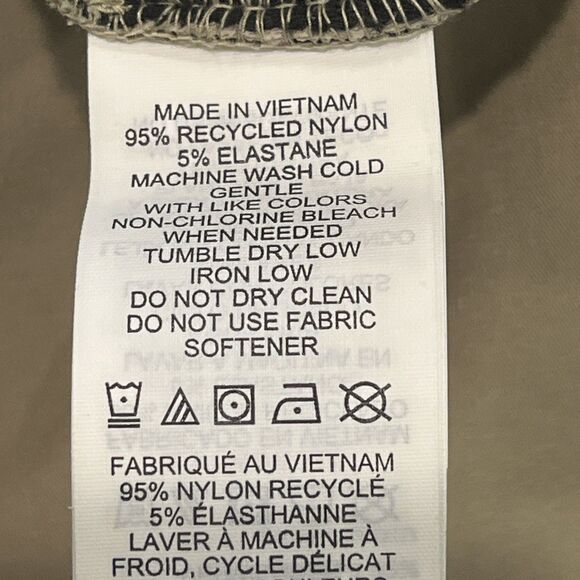 MADE IN VIETNAM
95% RECYCLED NYLON
5% ELASTANE
MACHINE WASH COLD
GENTLE
WITH LIKE COLORS
NON-CHLORINE BLEACH
WHEN NEEDED
TUMBLE DRY LOW
IRON LOW
DO NOT DRY CLEAN
DO NOT USE FABRIC
SOFTENER
FABRIQUÉ AU VIETNAM
95% NYLON RECYCLÉ
5% ÉLASTHANNE
LAVER À MACHINE À
FROID, CYCLE DÉLICAT